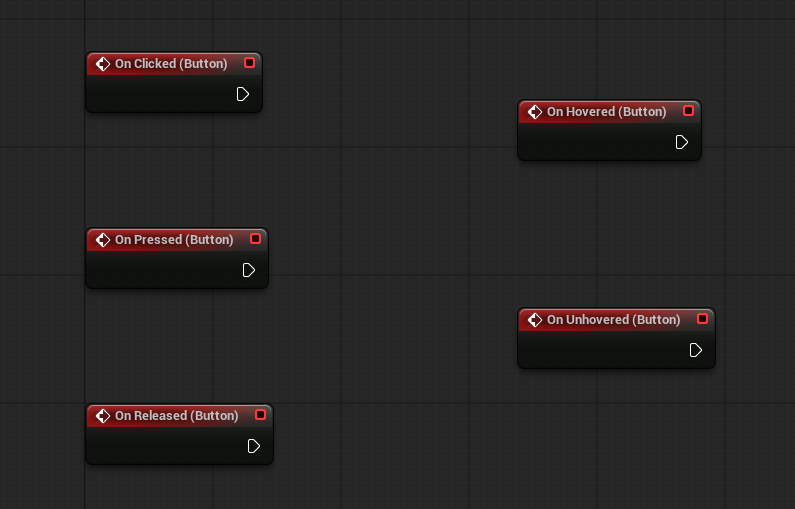 On Clicked (Button)
On Hovered (Button)
On Pressed (Button)
On Unhovered (Button)
On Released (Button)